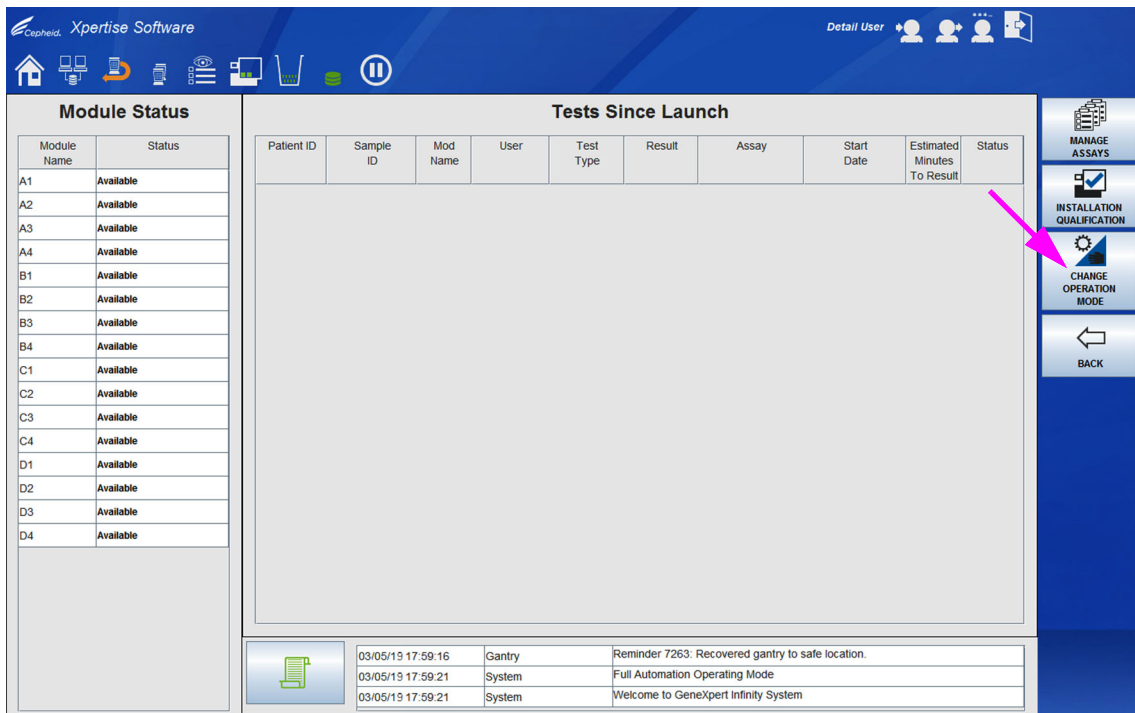 Cepheid. Xpertise Software
Detail User
Module Status
Tests Since Launch
Module Name
Status
Patient ID
Sample ID
Mod Name
User
Test Type
Result
Assay
Start Date
Estimated Minutes To Result
Status
A1 Available
A2 Available
A3 Available
A4 Available
B1 Available
B2 Available
B3 Available
B4 Available
C1 Available
C2 Available
C3 Available
C4 Available
D1 Available
D2 Available
D3 Available
D4 Available
MANAGE
ASSAYS
INSTALLATION
QUALIFICATION
CHANGE
OPERATION
MODE
BACK
03/05/19 17:59:16 Gantry Reminder 7263: Recovered gantry to safe location.
03/05/19 17:59:21 System Full Automation Operating Mode
03/05/19 17:59:21 System Welcome to GeneXpert Infinity System